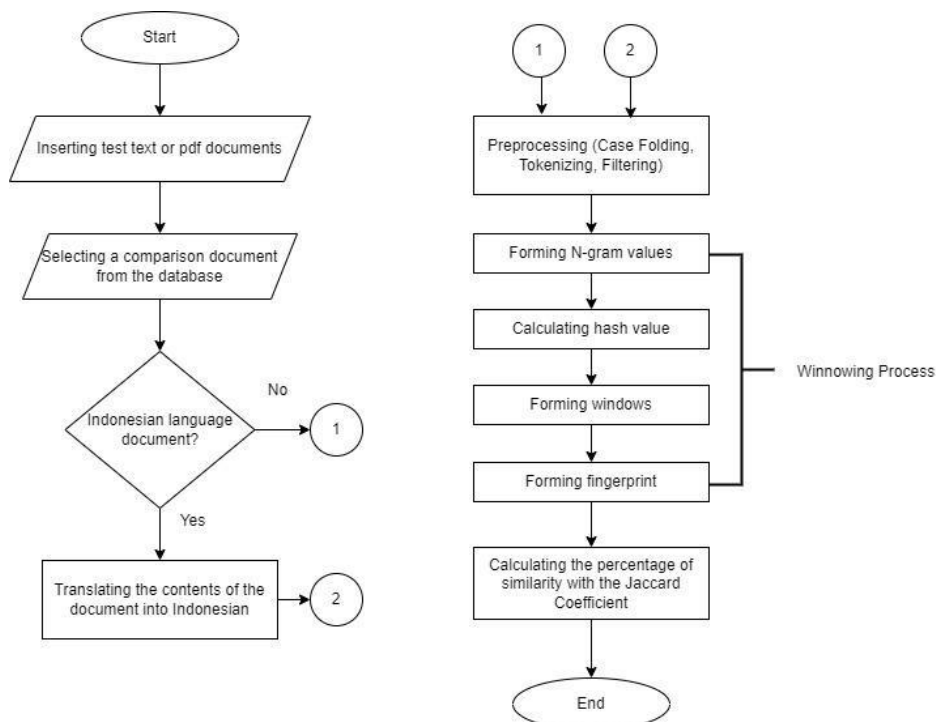 Start
Inserting test text or pdf documents
Selecting a comparison document
from the database
Indonesian language
document?
No
1
Yes
Translating the contents of the
document into Indonesian
2
1
2
Preprocessing (Case Folding,
Tokenizing, Filtering)
Forming N-gram values
Calculating hash value
Forming windows
Forming fingerprint
Winnowing Process
Calculating the percentage of
similarity with the Jaccard
Coefficient
End